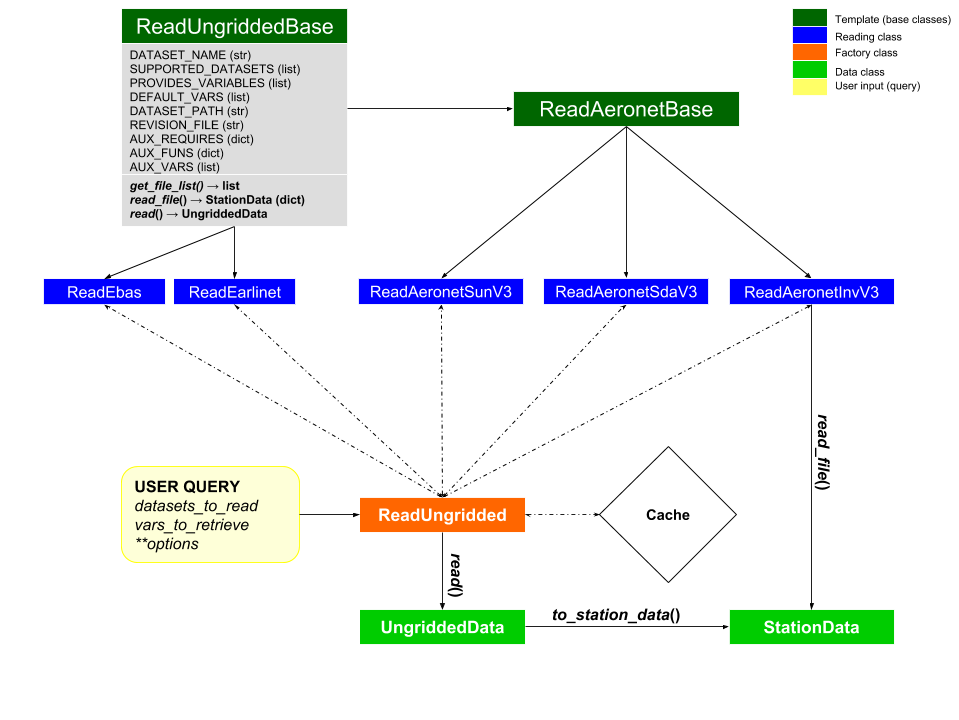 ReadUngriddedBase
DATASET_NAME (str)
SUPPORTED_DATASETS (list)
PROVIDES_VARIABLES (list)
DEFAULT_VARS (list)
DATASET_PATH (str)
REVISION_FILE (str)
AUX_REQUIRES (dict)
AUX_FUNS (dict)
AUX_VARS (list)
get_file_list() → list
read_file() → StationData (dict)
read() → UngriddedData
Template (base classes)
Reading class
Factory class
Data class
User input (query)
ReadAeronetBase
ReadEbas
ReadEarlinet
ReadAeronetSunV3
ReadAeronetSdaV3
ReadAeronetInvV3
read_file()
USER QUERY
datasets_to_read
vars_to_retrieve
**options
ReadUngridded
Cache
read()
UngriddedData
to_station_data()
StationData